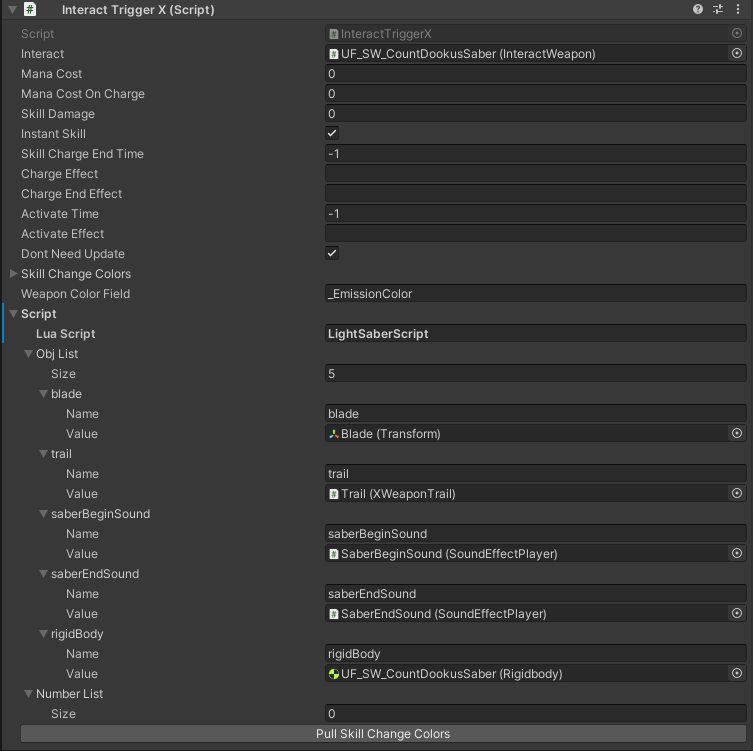 Interact Trigger X (Script)
Script InteractTriggerX
Interact UF_SW_CountDookusSaber (InteractWeapon)
Mana Cost 0
Mana Cost On Charge 0
Skill Damage 0
Instant Skill
Skill Charge End Time -1
Charge Effect
Charge End Effect
Activate Time -1
Activate Effect
Dont Need Update
Skill Change Colors
Weapon Color Field _EmissionColor
Script
Lua Script LightSaberScript
Obj List
Size 5
blade
Name blade
Value Blade (Transform)
trail
Name trail
Value Trail (XWeaponTrail)
saberBeginSound
Name saberBeginSound
Value SaberBeginSound (SoundEffectPlayer)
saberEndSound
Name saberEndSound
Value SaberEndSound (SoundEffectPlayer)
rigidBody
Name rigidBody
Value UF_SW_CountDookusSaber (Rigidbody)
Number List
Size 0
Pull Skill Change Colors